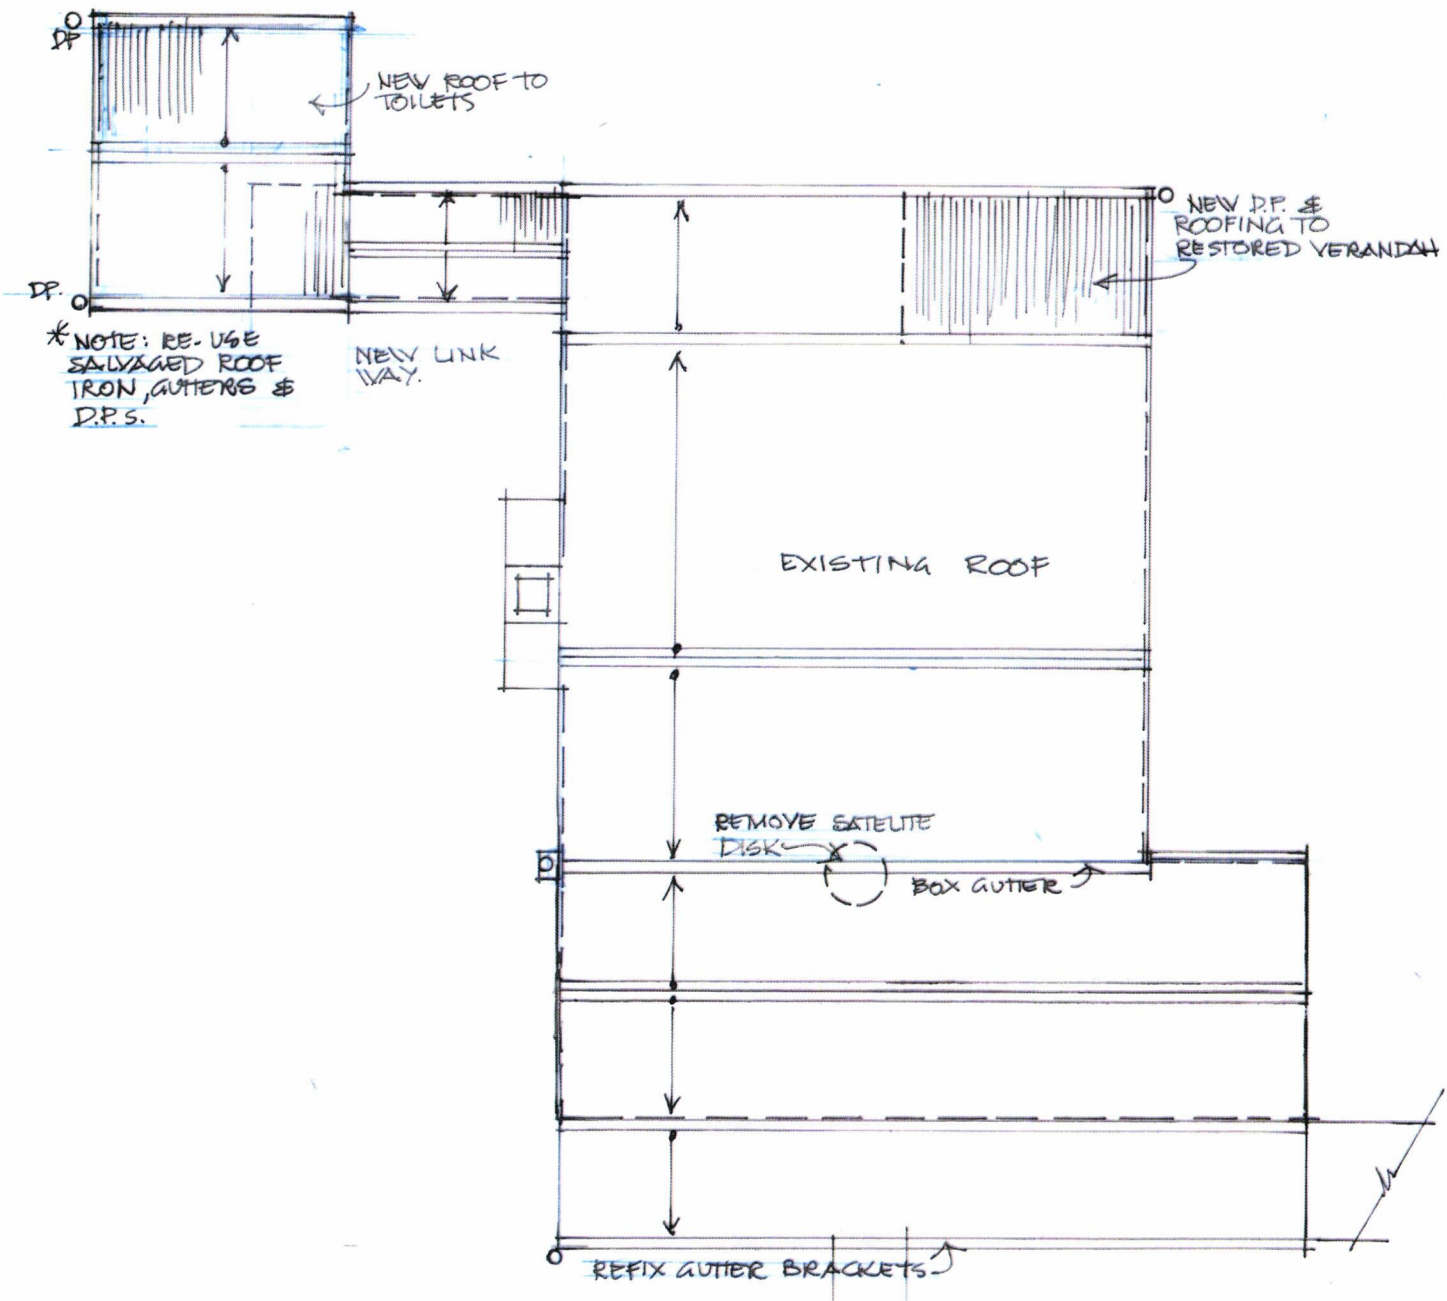 DP
NEW ROOF TO
TOILETS
NEW D.P. &
ROOFING TO
RESTORED VERANDAH
DP.
* NOTE: RE-USE
SALVAGED ROOF
IRON, GUTTERS &
D.P.S.
NEW LINK
WAY.
EXISTING ROOF
REMOVE SATELITE
DISK
BOX GUTTER
REFIX GUTTER BRACKETS